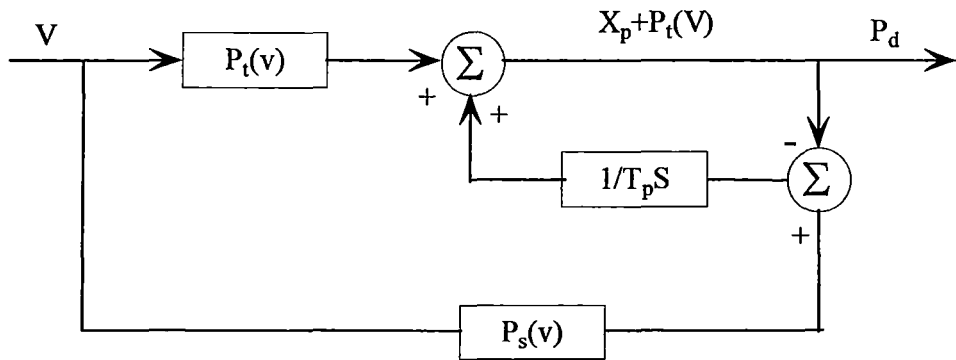 V
X_p+P_t(V)
P_d
P_t(v)
Σ
+
+
-
1/T_pS
Σ
+
P_s(v)